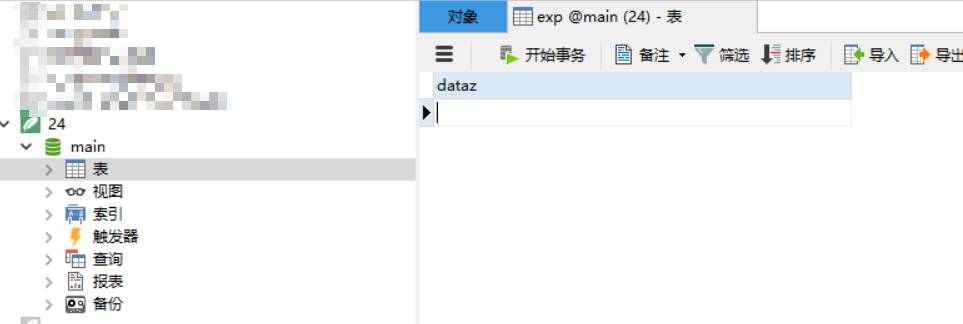 对象
exp @main (24) - 表
开始事务
备注
筛选
排序
导入
导出
dataz
24
main
表
视图
索引
触发器
查询
报表
备份